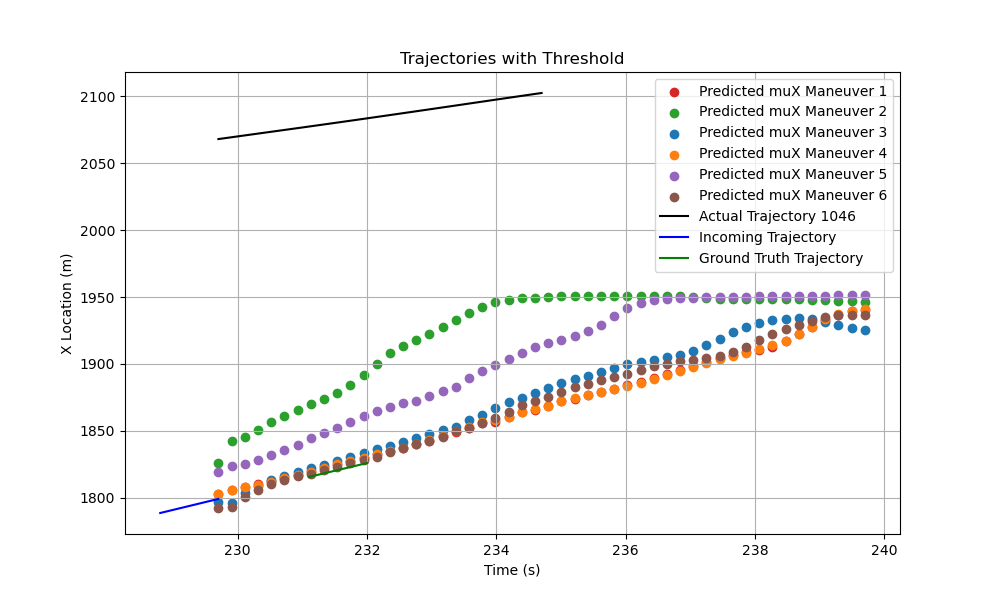 Trajectories with Threshold
2100
2050
2000
1950
1900
1850
1800
X Location (m)
Predicted muX Maneuver 1
Predicted muX Maneuver 2
Predicted muX Maneuver 3
Predicted muX Maneuver 4
Predicted muX Maneuver 5
Predicted muX Maneuver 6
Actual Trajectory 1046
Incoming Trajectory
Ground Truth Trajectory
230 232 234 236 238 240
Time (s)